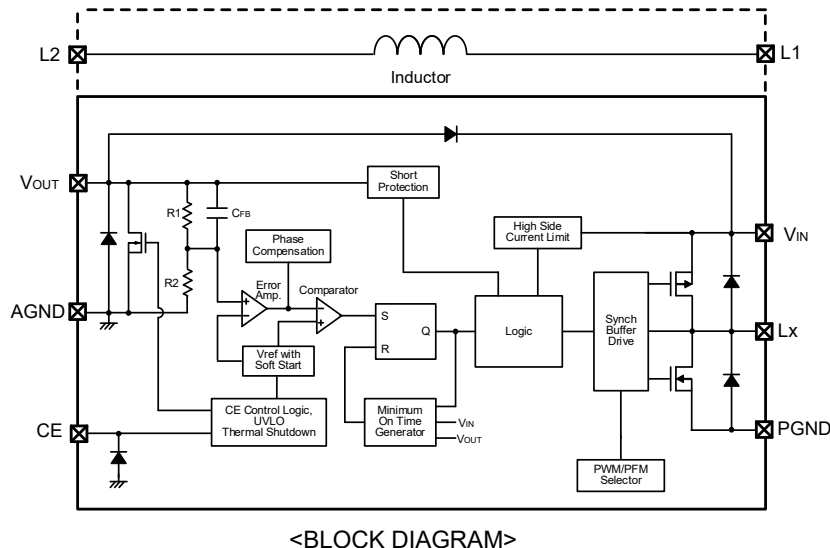 L2
L1
Inductor
VOUT
Short
Protection
R1
CFB
High Side
Current Limit
VIN
Phase
Compensation
R2
Error
Amp.
Comparator
AGND
S
Q
R
Logic
Synch
Buffer
Drive
Lx
Vref with
Soft Start
CE Control Logic,
UVLO
Thermal Shutdown
Minimum
On Time
Generator
VIN
VOUT
CE
PGND
PWM/PFM
Selector
<BLOCK DIAGRAM>